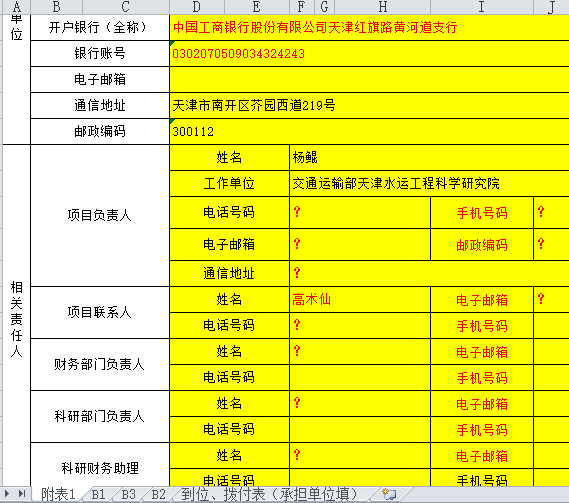 A B C D E F G H I J
单位
开户银行（全称） 中国工商银行股份有限公司天津红旗路黄河道支行
银行账号 0302070509034324243
电子邮箱
通信地址 天津市南开区芥园西道219号
邮政编码 300112
相关责任人
项目负责人
姓名 杨鲲
工作单位 交通运输部天津水运工程科学研究院
电话号码 ? 手机号码 ?
电子邮箱 ? 邮政编码 ?
通信地址 ?
项目联系人
姓名 高术仙 电子邮箱 ?
电话号码 ? 手机号码
财务部门负责人
姓名 ? 电子邮箱
电话号码 手机号码
科研部门负责人
姓名 ? 电子邮箱
电话号码 手机号码
科研财务助理
姓名 ? 电子邮箱
电话号码 手机号码
附表1 B1 B3 B2 到位、拨付表（承担单位填）